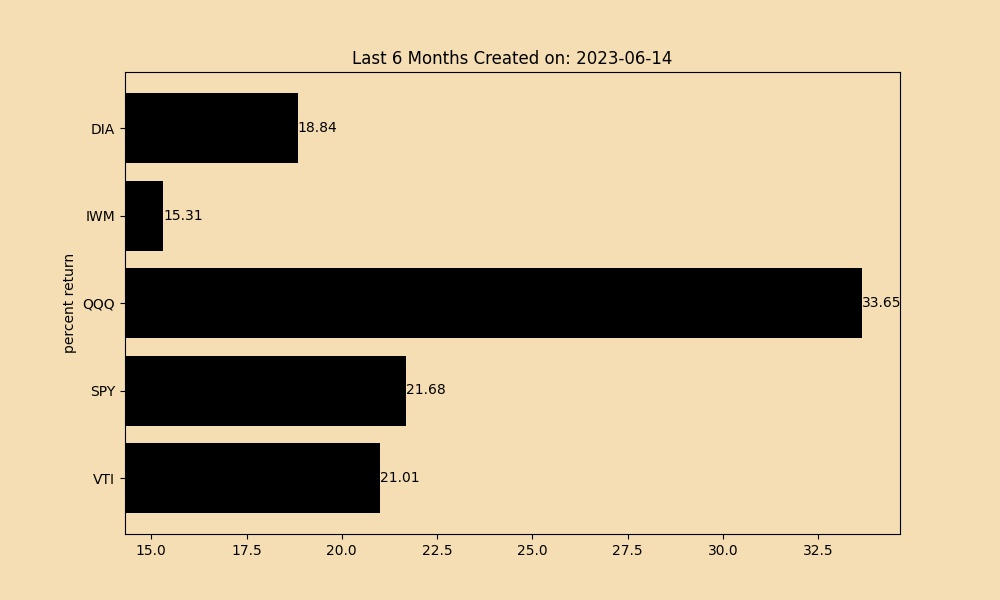 Last 6 Months Created on: 2023-06-14
percent return
DIA 18.84
IWM 15.31
QQQ 33.65
SPY 21.68
VTI 21.01
15.0 17.5 20.0 22.5 25.0 27.5 30.0 32.5